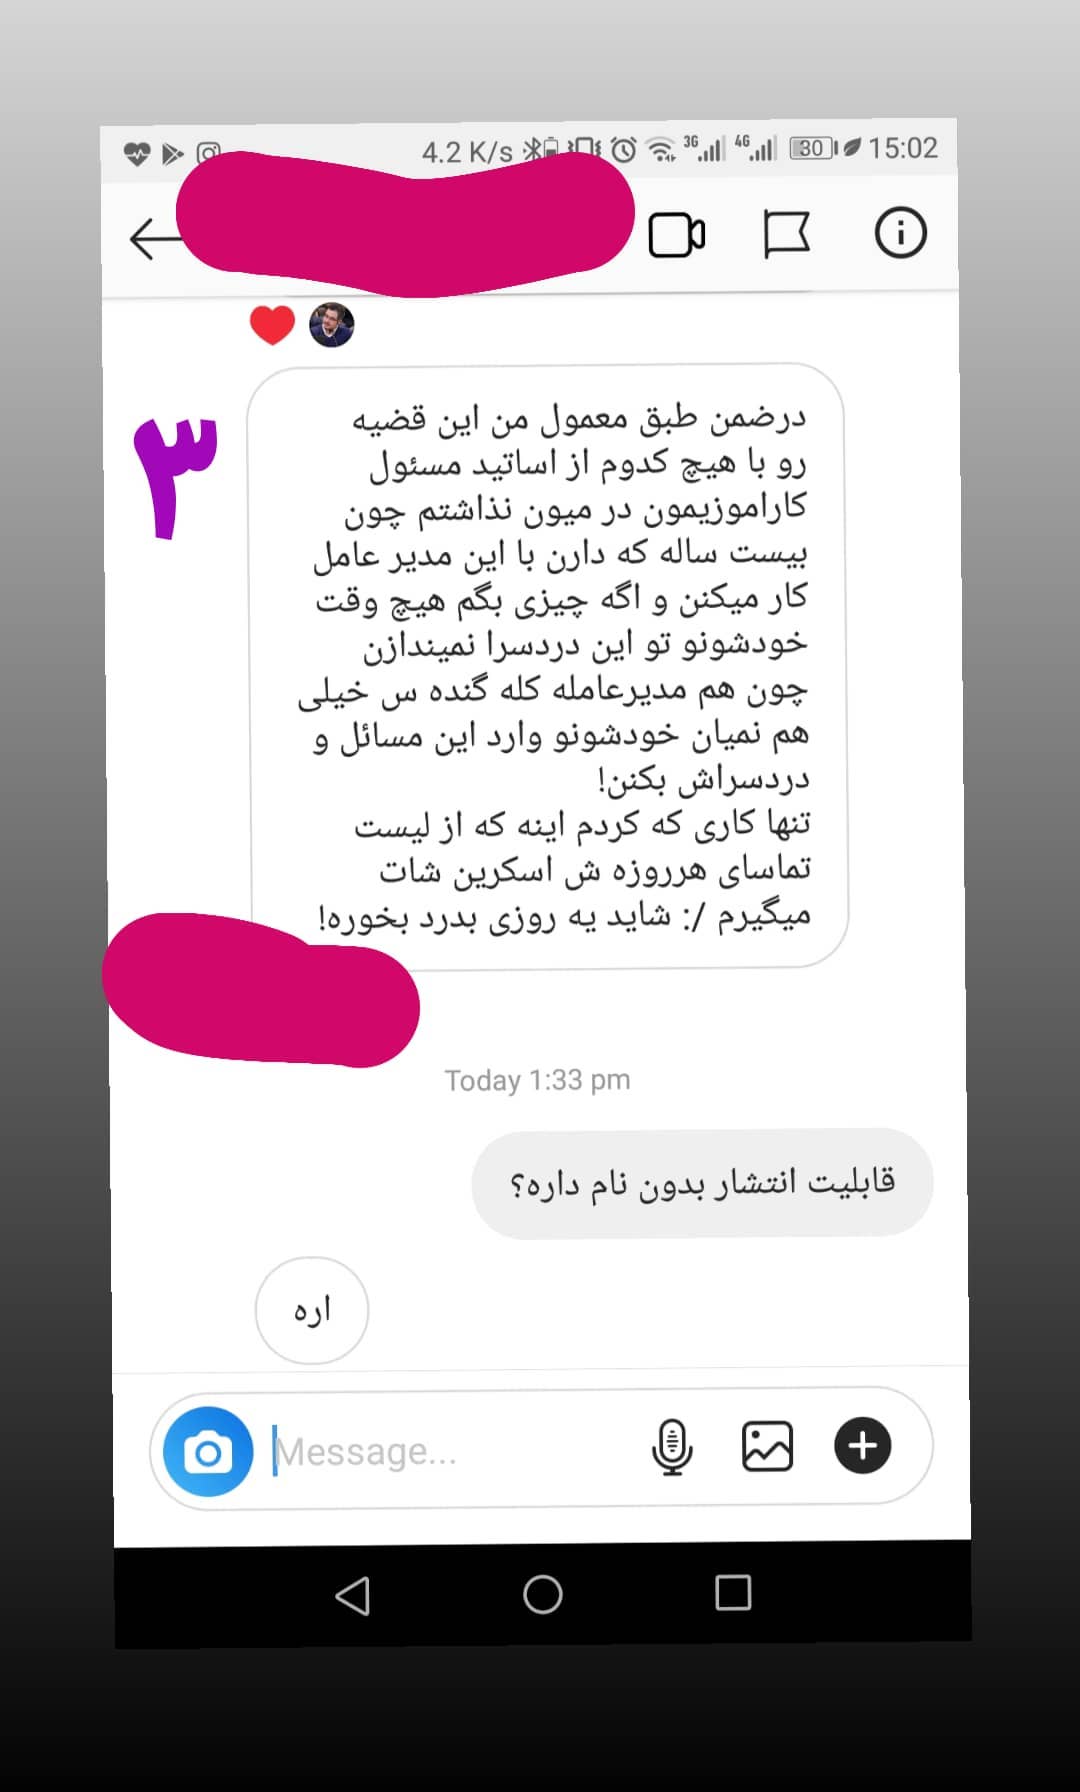 4.2 K/s 3G 4G 30 15:02
۳
درضمن طبق معمول من این قضیه
رو با هیچ کدوم از اساتید مسئول
کاراموزیمون در میون نذاشتم چون
بیست ساله که دارن با این مدیر عامل
کار میکنن و اگه چیزی بگم هیچ وقت
خودشونو تو این دردسرا نمیندازن
چون هم مدیرعامله کله گنده س خیلی
هم نمیان خودشونو وارد این مسائل و
دردسراش بکنن!
تنها کاری که کردم اینه که از لیست
تماسای هرروزه ش اسکرین شات
میگیرم /: شاید یه روزی بدرد بخوره!
Today 1:33 pm
قابلیت انتشار بدون نام داره؟
اره
Message...